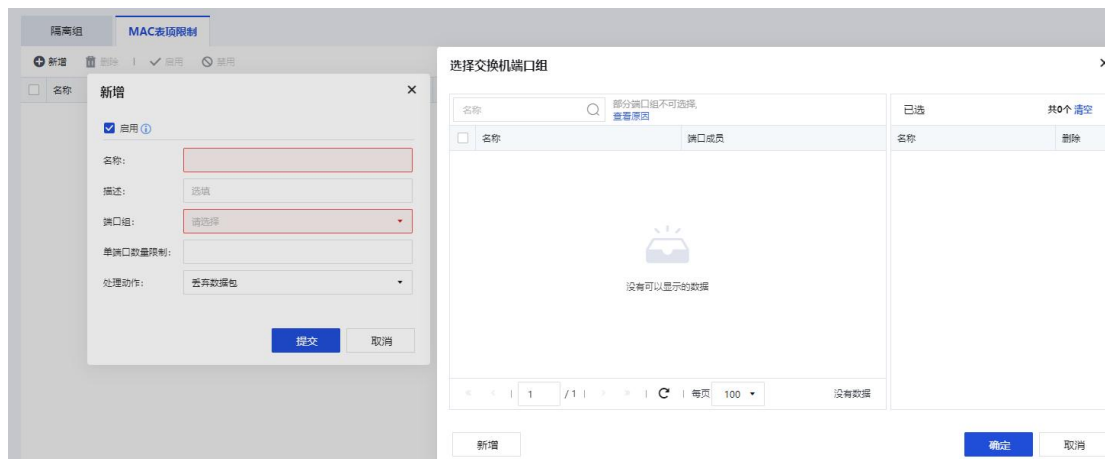 隔离组
MAC表项限制
新增 删除 启用 禁用
名称
新增
启用
名称:
描述: 选填
端口组: 请选择
单端口数量限制:
处理动作: 丢弃数据包
提交 取消
选择交换机端口组
名称
部分端口组不可选择,
查看原因
名称 端口成员
没有可以显示的数据
1 / 1 每页 100 没有数据
已选 共0个 清空
名称 删除
新增 确定 取消